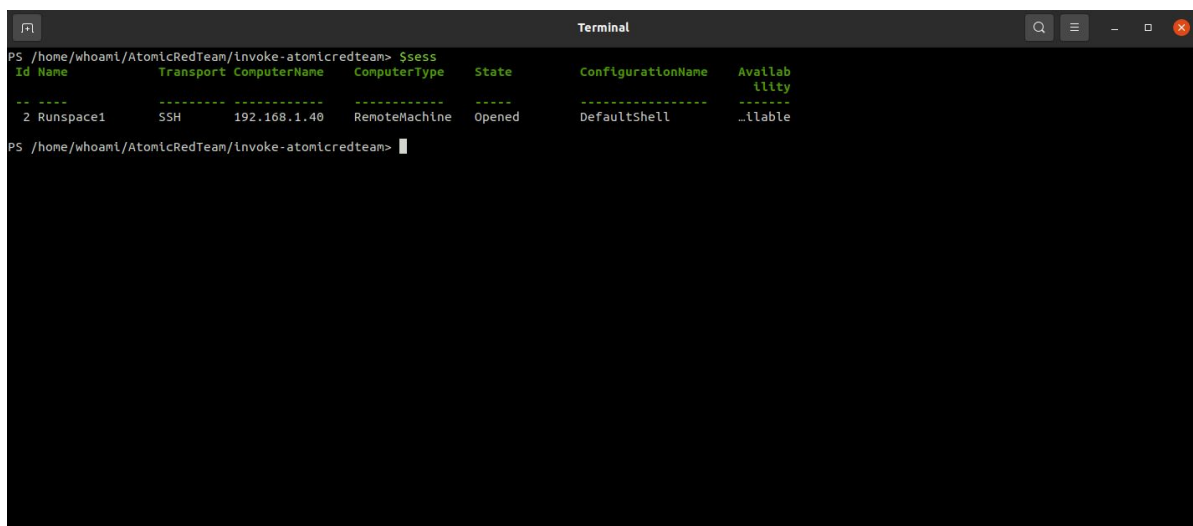 Terminal
PS /home/whoami/AtomicRedTeam/invoke-atomicredteam> $sess
Id Name Transport ComputerName ComputerType State ConfigurationName Availab
ility
-- ---- --------- ------------ ------------ ----- ----------------- -------
2 Runspace1 SSH 192.168.1.40 RemoteMachine Opened DefaultShell …ilable
PS /home/whoami/AtomicRedTeam/invoke-atomicredteam>